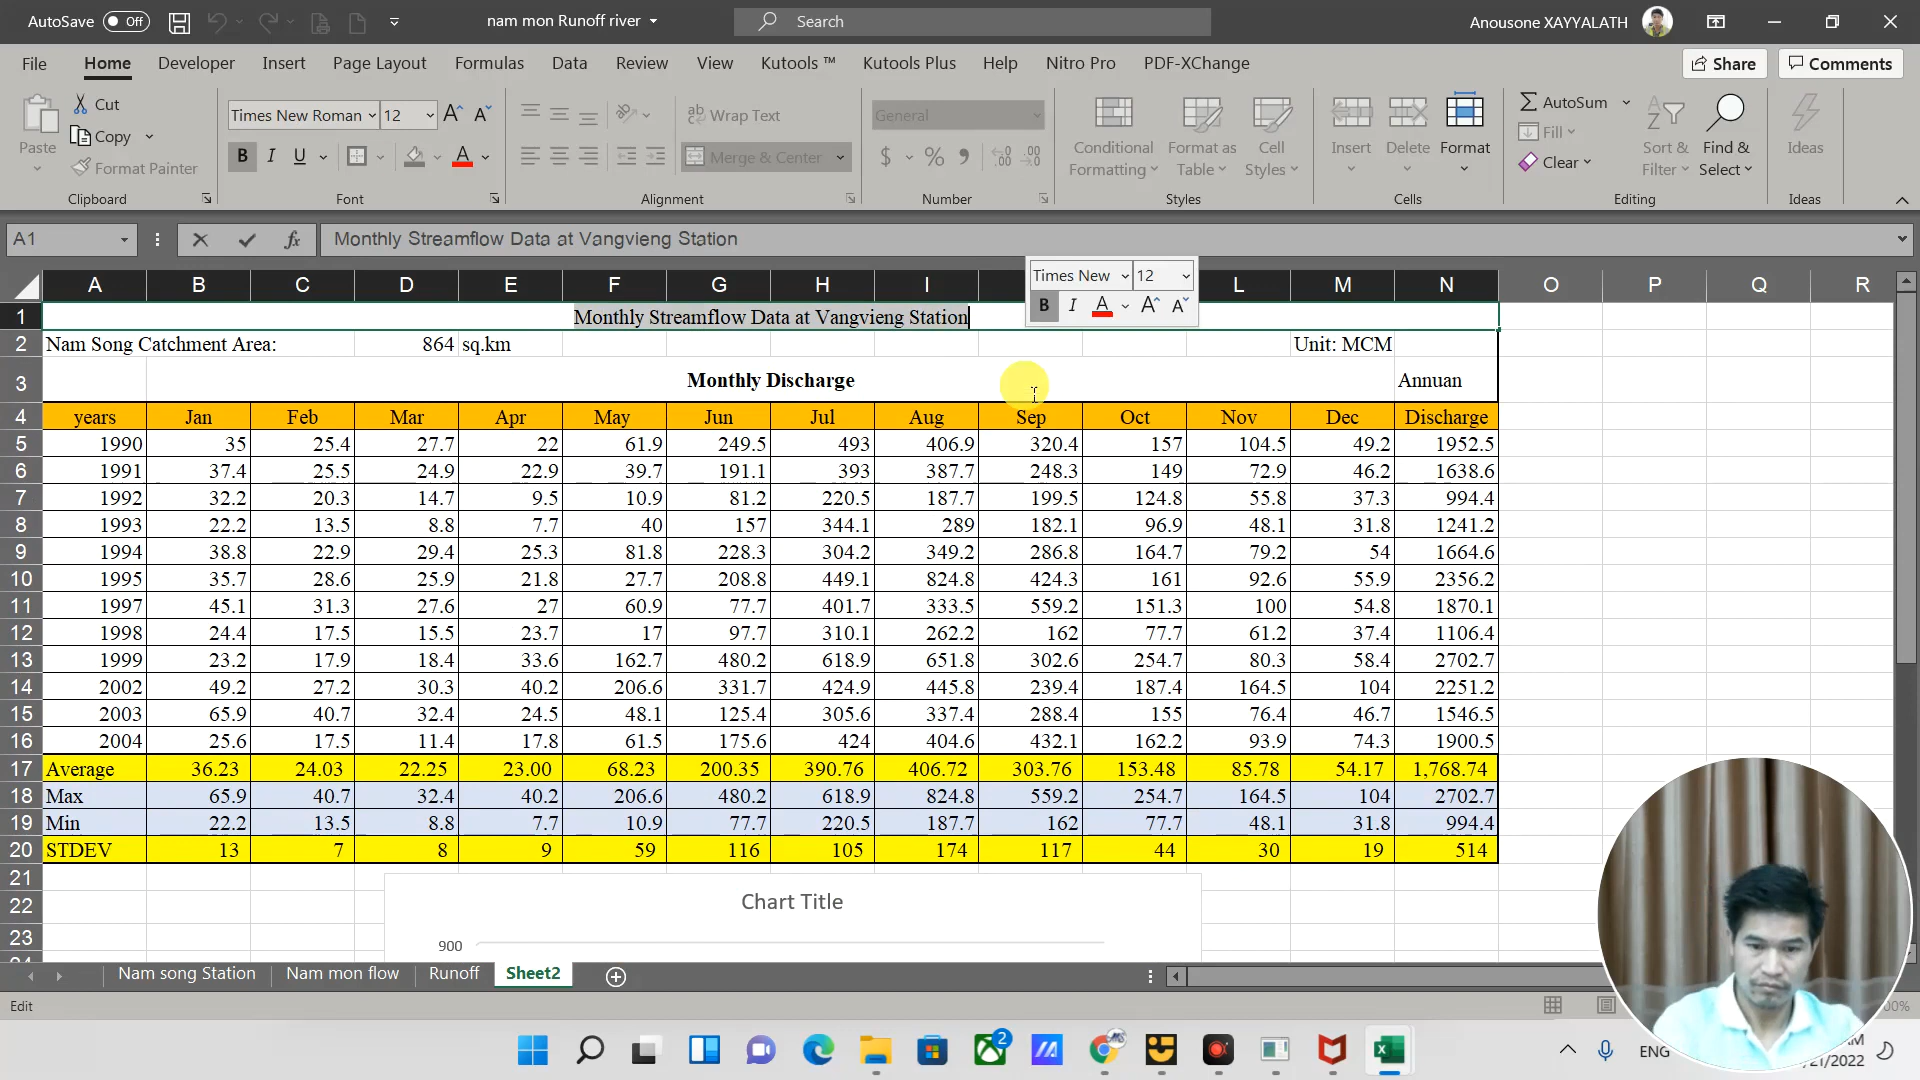 AutoSave Off nam mon Runoff river Search Anousone XAYYALATH
File Home Developer Insert Page Layout Formulas Data Review View Kutools ™ Kutools Plus Help Nitro Pro PDF-XChange Share Comments
Paste Cut Copy Format Painter Clipboard
Times New Roman 12 B I U A Font
Wrap Text Merge & Center Alignment
General $ % Number
Conditional Formatting Format as Table Cell Styles Styles
Insert Delete Format Cells
AutoSum Fill Clear Sort & Filter Find & Select Editing
Ideas Ideas
A1 fx Monthly Streamflow Data at Vangvieng Station
Times New 12
B I A A A
A B C D E F G H I L M N O P Q R
1 Monthly Streamflow Data at Vangvieng Station
2 Nam Song Catchment Area: 864 sq.km Unit: MCM
3 Monthly Discharge Annuan
4 years Jan Feb Mar Apr May Jun Jul Aug Sep Oct Nov Dec Discharge
5 1990 35 25.4 27.7 22 61.9 249.5 493 406.9 320.4 157 104.5 49.2 1952.5
6 1991 37.4 25.5 24.9 22.9 39.7 191.1 393 387.7 248.3 149 72.9 46.2 1638.6
7 1992 32.2 20.3 14.7 9.5 10.9 81.2 220.5 187.7 199.5 124.8 55.8 37.3 994.4
8 1993 22.2 13.5 8.8 7.7 40 157 344.1 289 182.1 96.9 48.1 31.8 1241.2
9 1994 38.8 22.9 29.4 25.3 81.8 228.3 304.2 349.2 286.8 164.7 79.2 54 1664.6
10 1995 35.7 28.6 25.9 21.8 27.7 208.8 449.1 824.8 424.3 161 92.6 55.9 2356.2
11 1997 45.1 31.3 27.6 27 60.9 77.7 401.7 333.5 559.2 151.3 100 54.8 1870.1
12 1998 24.4 17.5 15.5 23.7 17 97.7 310.1 262.2 162 77.7 61.2 37.4 1106.4
13 1999 23.2 17.9 18.4 33.6 162.7 480.2 618.9 651.8 302.6 254.7 80.3 58.4 2702.7
14 2002 49.2 27.2 30.3 40.2 206.6 331.7 424.9 445.8 239.4 187.4 164.5 104 2251.2
15 2003 65.9 40.7 32.4 24.5 48.1 125.4 305.6 337.4 288.4 155 76.4 46.7 1546.5
16 2004 25.6 17.5 11.4 17.8 61.5 175.6 424 404.6 432.1 162.2 93.9 74.3 1900.5
17 Average 36.23 24.03 22.25 23.00 68.23 200.35 390.76 406.72 303.76 153.48 85.78 54.17 1,768.74
18 Max 65.9 40.7 32.4 40.2 206.6 480.2 618.9 824.8 559.2 254.7 164.5 104 2702.7
19 Min 22.2 13.5 8.8 7.7 10.9 77.7 220.5 187.7 162 77.7 48.1 31.8 994.4
20 STDEV 13 7 8 9 59 116 105 174 117 44 30 19 514
21
22 Chart Title
23 900
Nam song Station Nam mon flow Runoff Sheet2
Edit
2 ENG